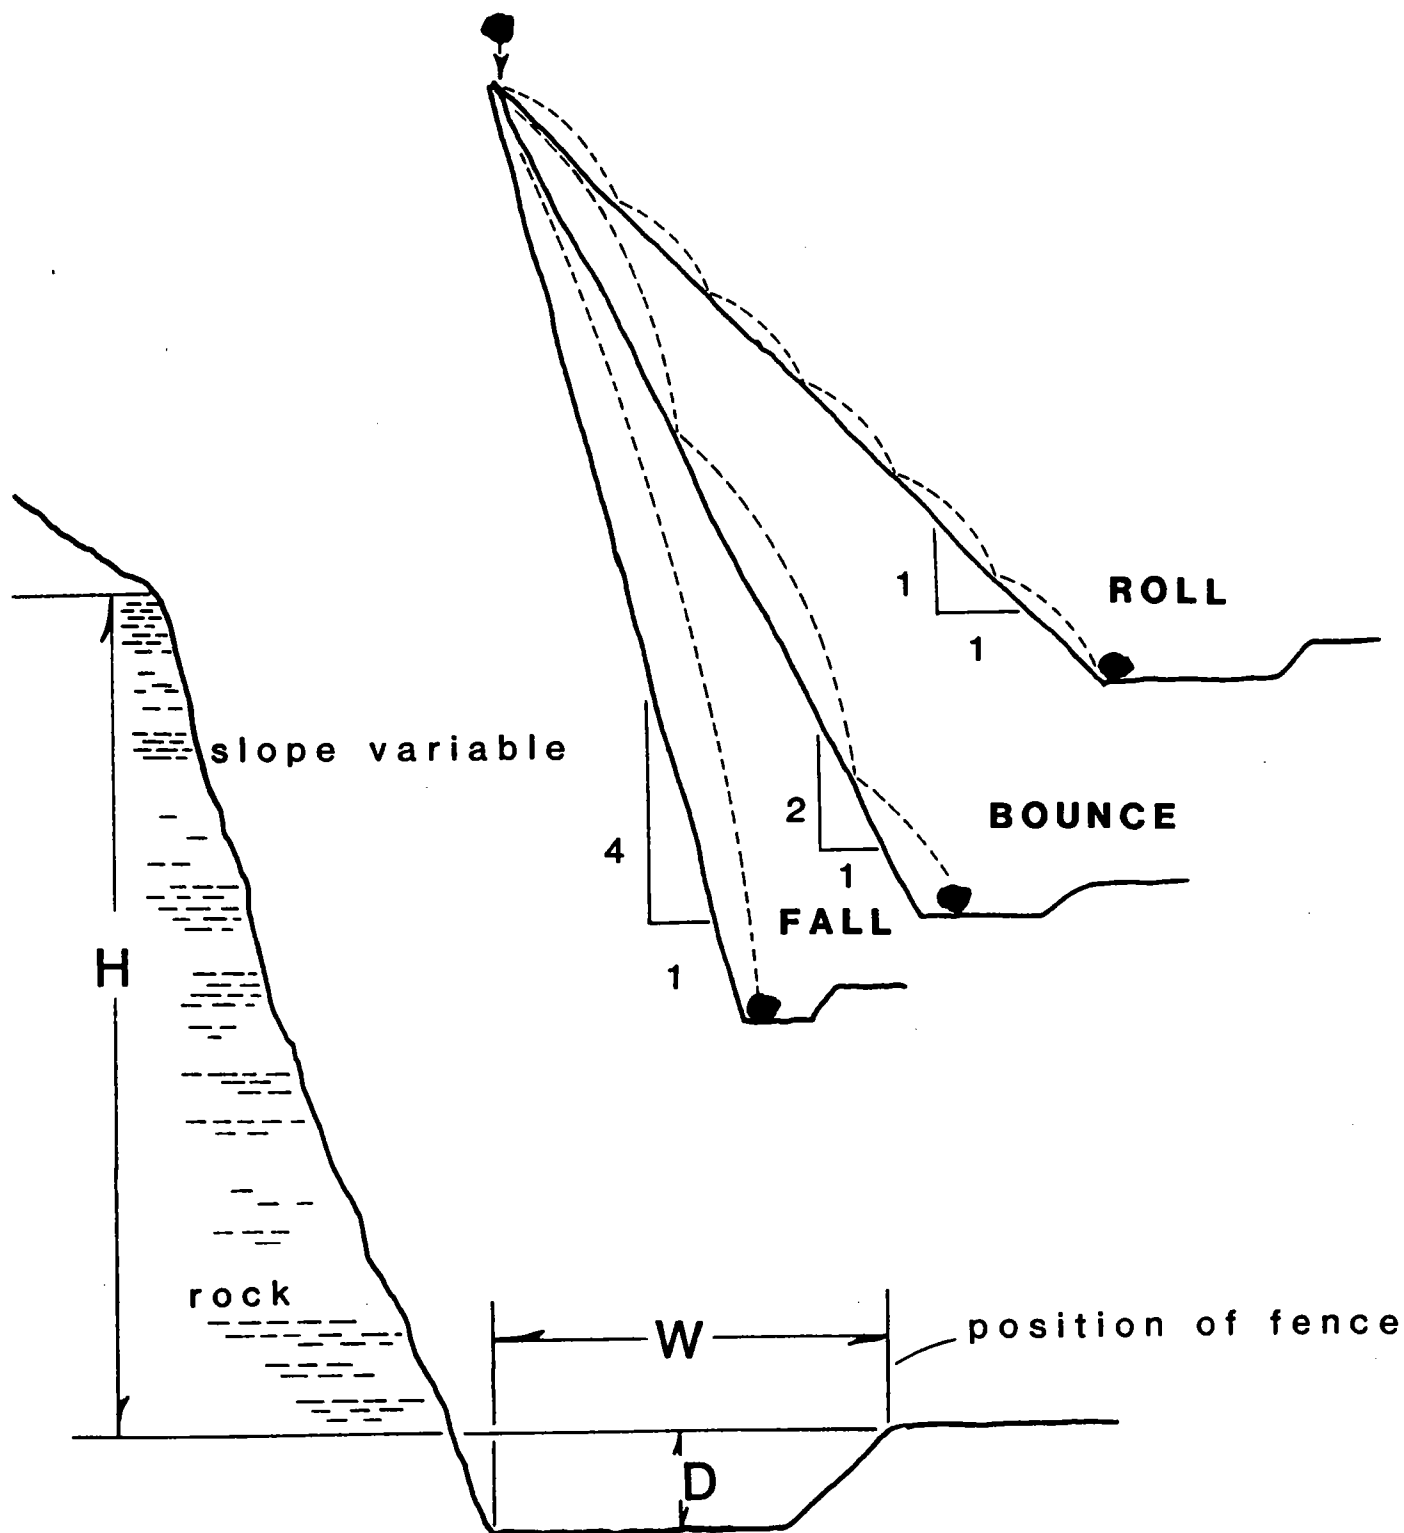 1
ROLL
1
slope variable
2
BOUNCE
4
1
FALL
H
1
rock
position of fence
W
D